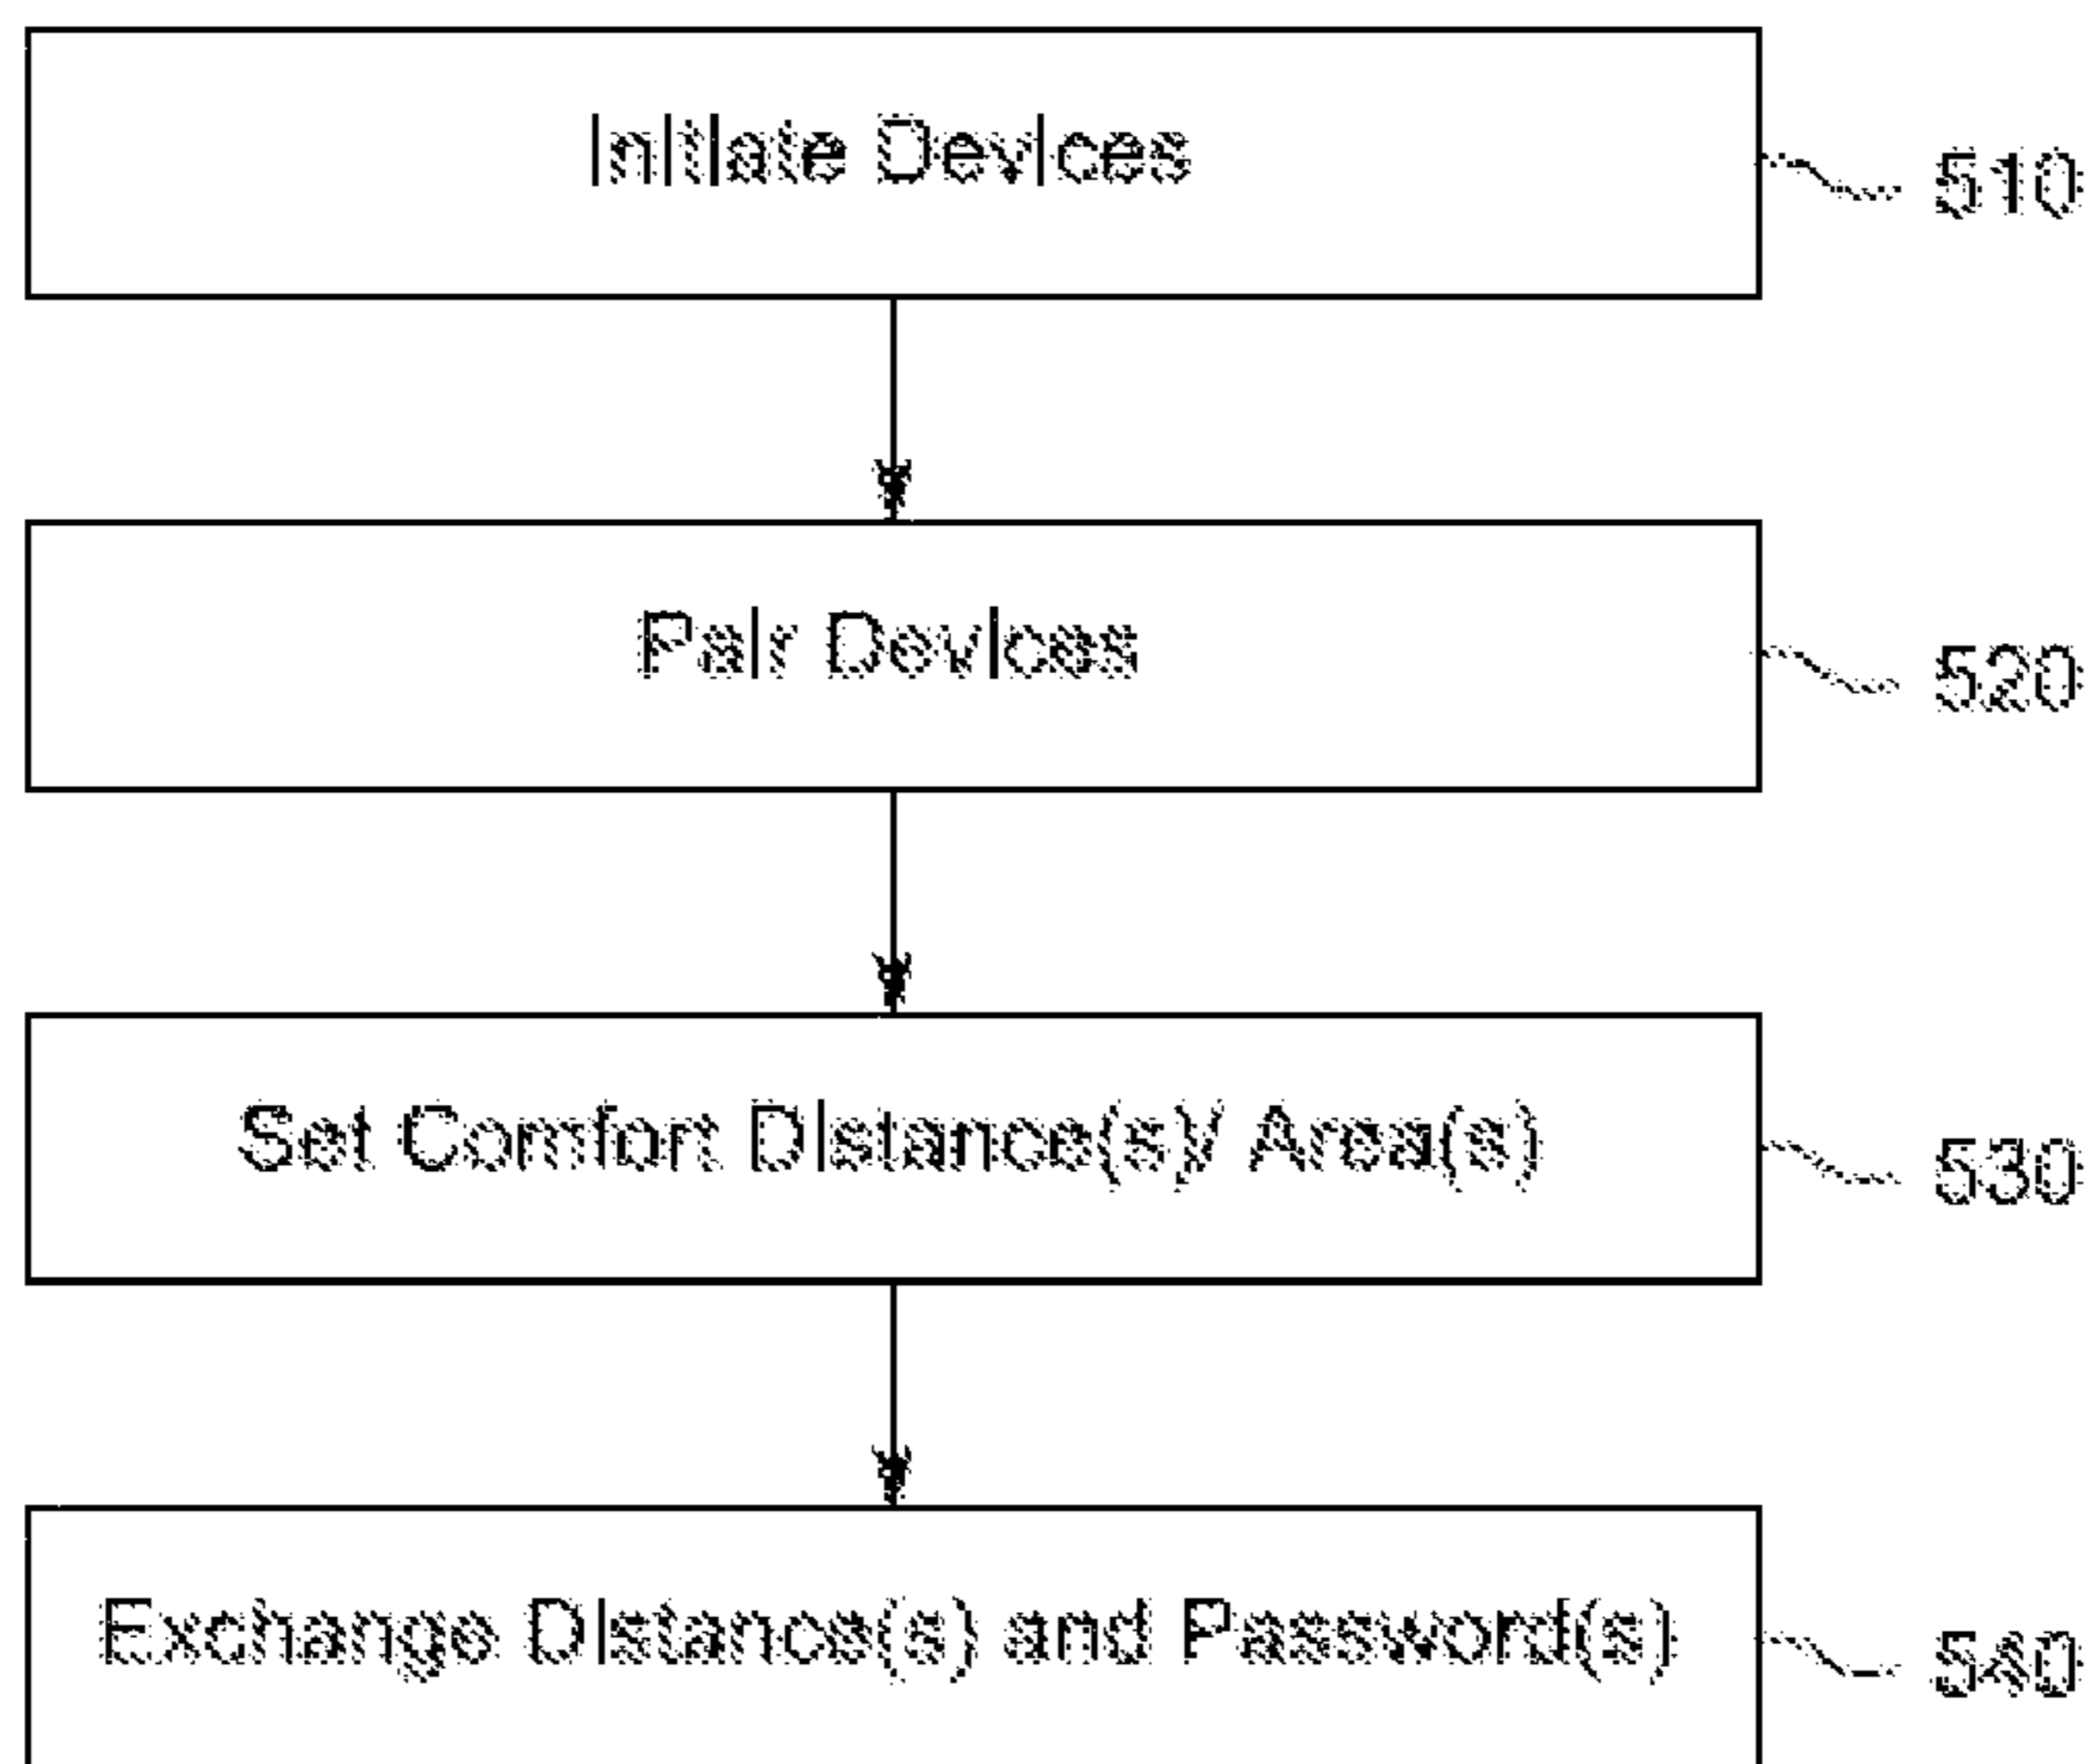 Initiate Devices
510
Pair Devices
520
Set Comfort Distance(s)/ Area(s)
530
Exchange Distance(s) and Password(s)
540